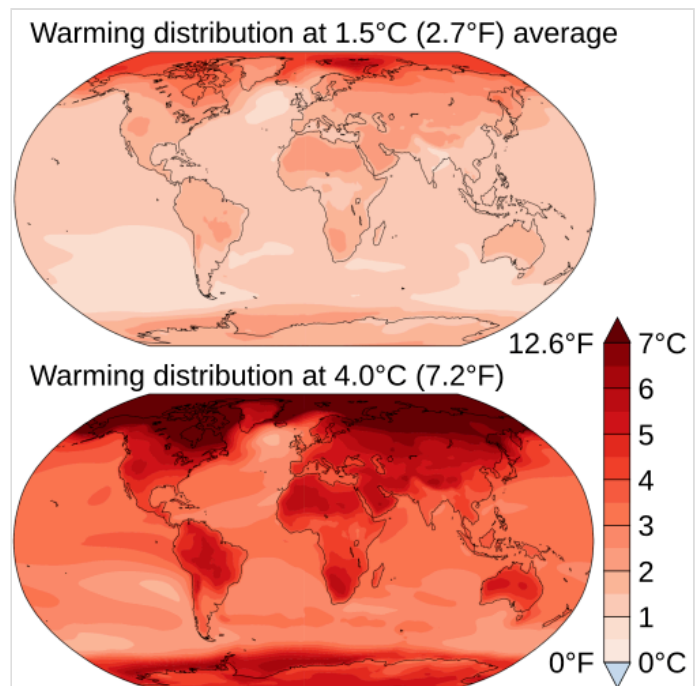 Warming distribution at 1.5°C (2.7°F) average
12.6°F 7°C
Warming distribution at 4.0°C (7.2°F)
6
5
4
3
2
1
0°F 0°C